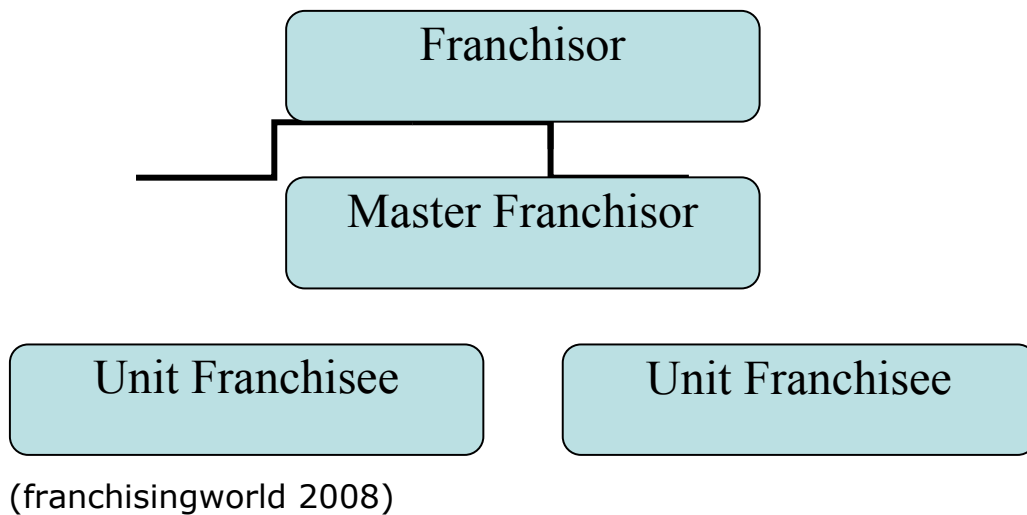 Franchisor
Master Franchisor
Unit Franchisee
Unit Franchisee
(franchisingworld 2008)